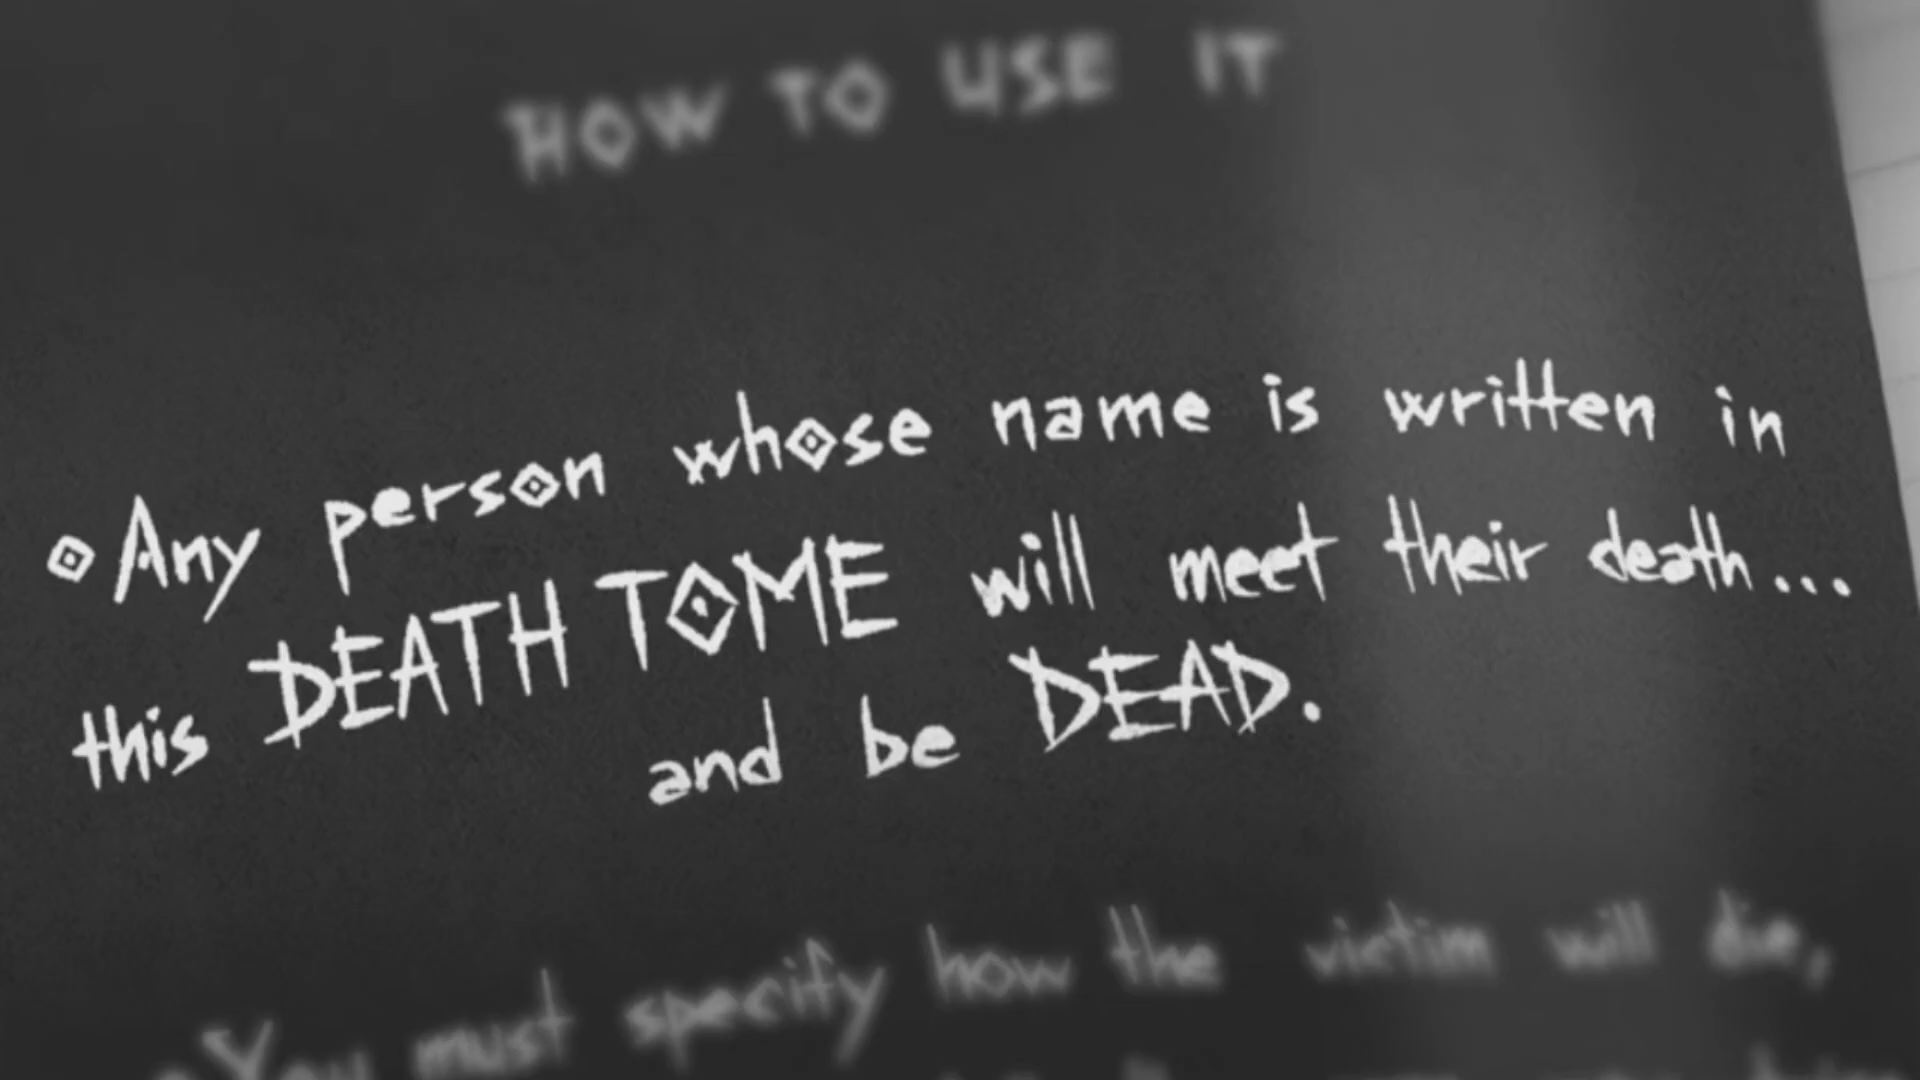 HOW TO USE IT
Any person whose name is written in
this DEATH TOME will meet their death...
and be DEAD.
You must specify how the victim will die,